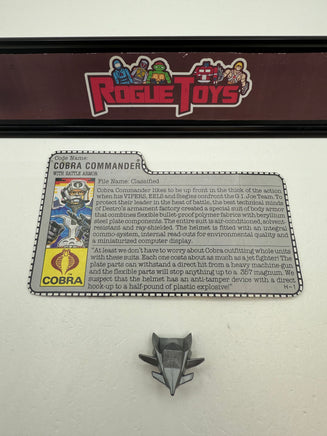 ROGUE TOYS
Code Name:
COBRA COMMANDER
WITH BATTLE ARMOR
File Name: Classified
Cobra Commander likes to be up front in the thick of the action
when his VIPERS, EELS and Stegles confront the G.I. Joe Team. To
protect their leader in the heat of battle, the best technical minds
of Destro's armament factory created a special suit of body armor
that combines flexible bullet-proof polymer fabrics with beryllium
steel plate components. The entire suit is air-conditioned, solvent-
resistant and ray-shielded. The helmet is fitted with an integral
commo-system, internal read-outs for environmental quality and
a miniaturized computer display.
"At least we don't have to worry about Cobra outfitting whole units
with these suits. Each one costs about as much as a jet fighter! The
plate parts can withstand a direct hit from a heavy machine-gun
and the flexible parts will stop anything up to a .357 magnum. We
suspect that the helmet has an anti-tamper device with a direct
hook-up to a half-pound of plastic explosive!"
COBRA
H-1